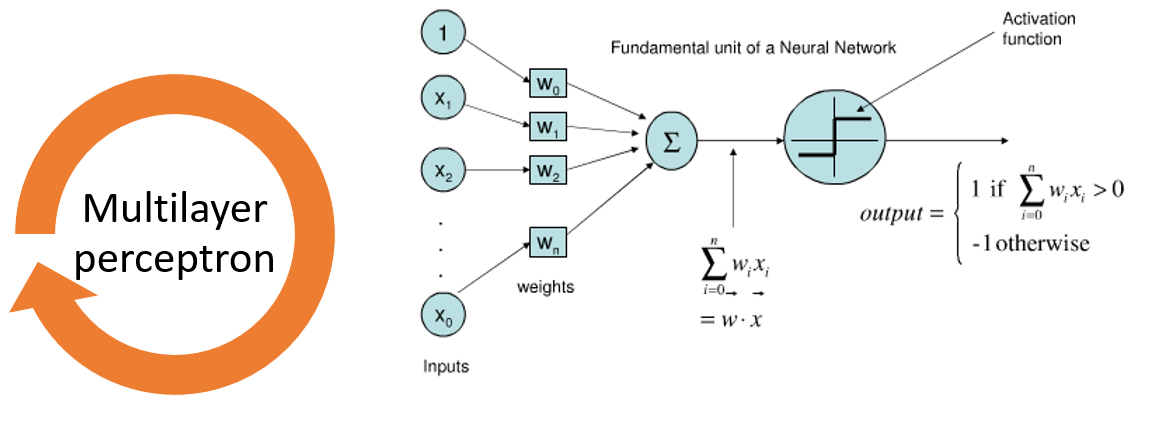 Multilayer
perceptron
1
x₁
x₂
.
.
.
x₀
Inputs
w₀
w₁
w₂
wₙ
weights
Fundamental unit of a Neural Network
Σ
n
∑ wᵢxᵢ
i=0
= w · x
Activation
function
output = { 1 if n∑i=0 wᵢxᵢ > 0
-1 otherwise